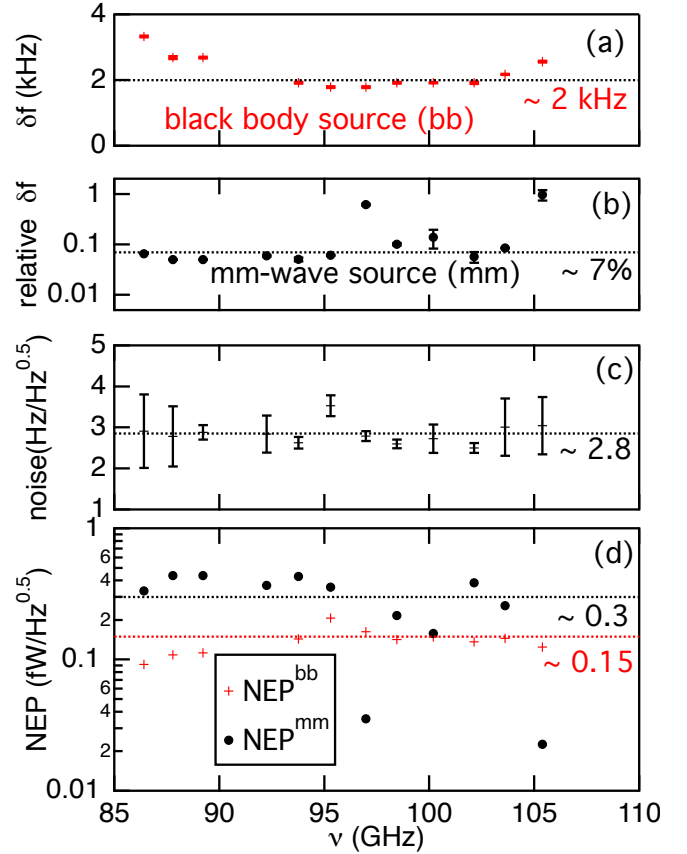 (a)
4
2
0
δf (kHz)
~ 2 kHz
black body source (bb)
(b)
1
0.1
0.01
relative δf
mm-wave source (mm)
~ 7%
(c)
5
4
3
2
1
noise(Hz/Hz^0.5)
~ 2.8
(d)
1
6
4
2
0.1
6
4
2
0.01
NEP (fW/Hz^0.5)
~ 0.3
~ 0.15
+ NEP^bb
● NEP^mm
85 90 95 100 105 110
ν (GHz)